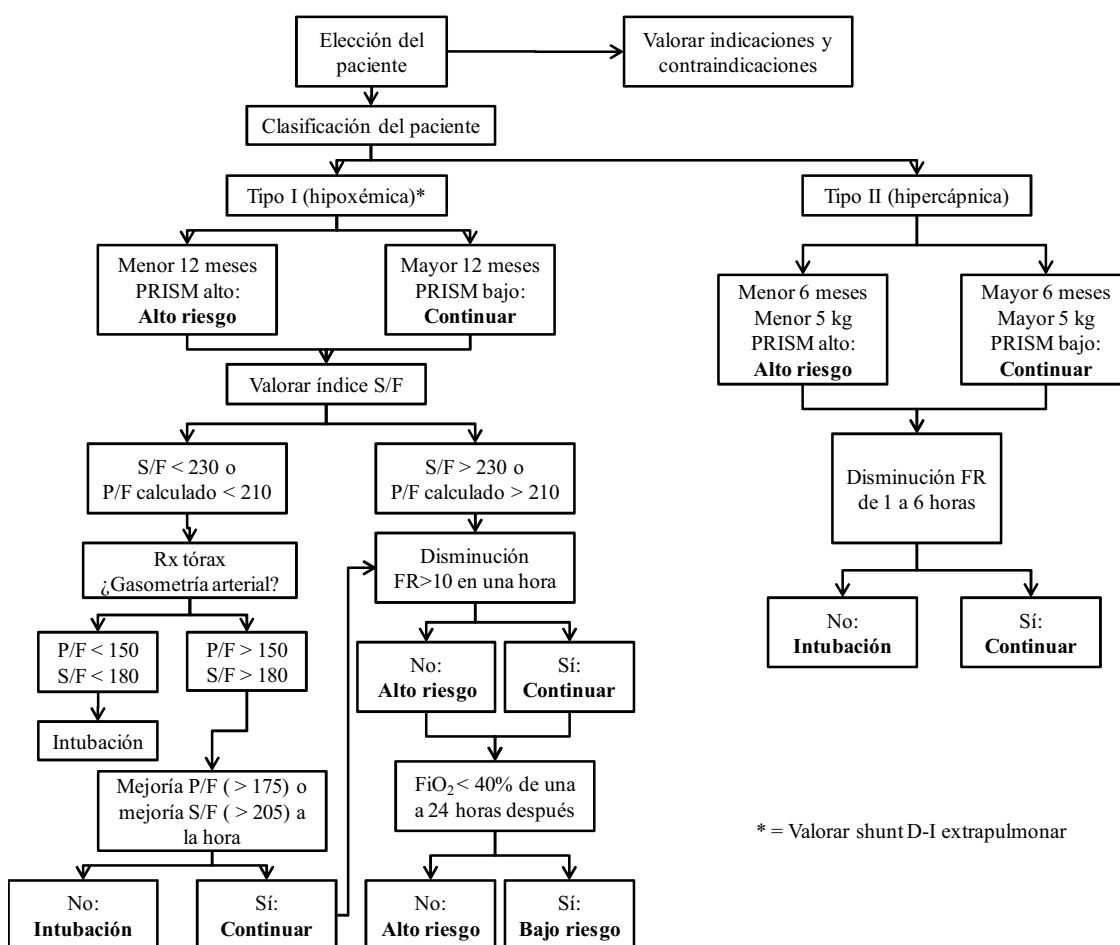 Elección del
paciente
Valorar indicaciones y
contraindicaciones
Clasificación del paciente
Tipo I (hipoxémica)*
Tipo II (hipercápnica)
Menor 12 meses
PRISM alto:
Alto riesgo
Mayor 12 meses
PRISM bajo:
Continuar
Menor 6 meses
Menor 5 kg
PRISM alto:
Alto riesgo
Mayor 6 meses
Mayor 5 kg
PRISM bajo:
Continuar
Valorar índice S/F
S/F < 230 o
P/F calculado < 210
S/F > 230 o
P/F calculado > 210
Disminución FR
de 1 a 6 horas
Rx tórax
¿Gasometría arterial?
Disminución
FR>10 en una hora
No:
Intubación
Sí:
Continuar
P/F < 150
S/F < 180
P/F > 150
S/F > 180
No:
Alto riesgo
Sí:
Continuar
Intubación
Mejoría P/F ( > 175) o
mejoría S/F ( > 205) a
la hora
FiO₂ < 40% de una
a 24 horas después
* = Valorar shunt D-I extrapulmonar
No:
Intubación
Sí:
Continuar
No:
Alto riesgo
Sí:
Bajo riesgo